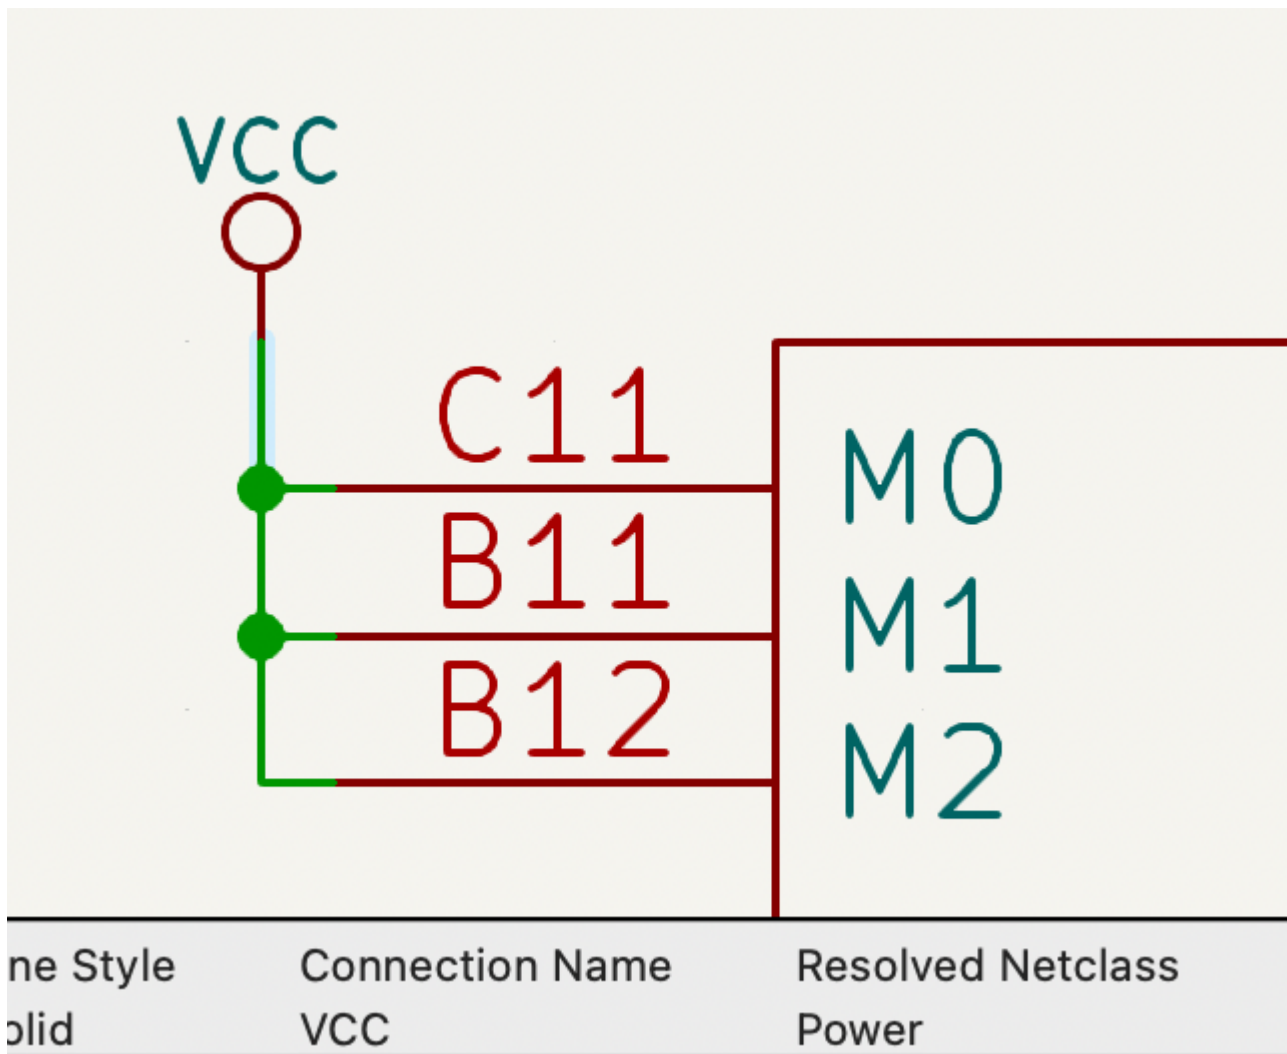 VCC
C11
M0
B11
M1
B12
M2
ne Style Connection Name Resolved Netclass
olid VCC Power